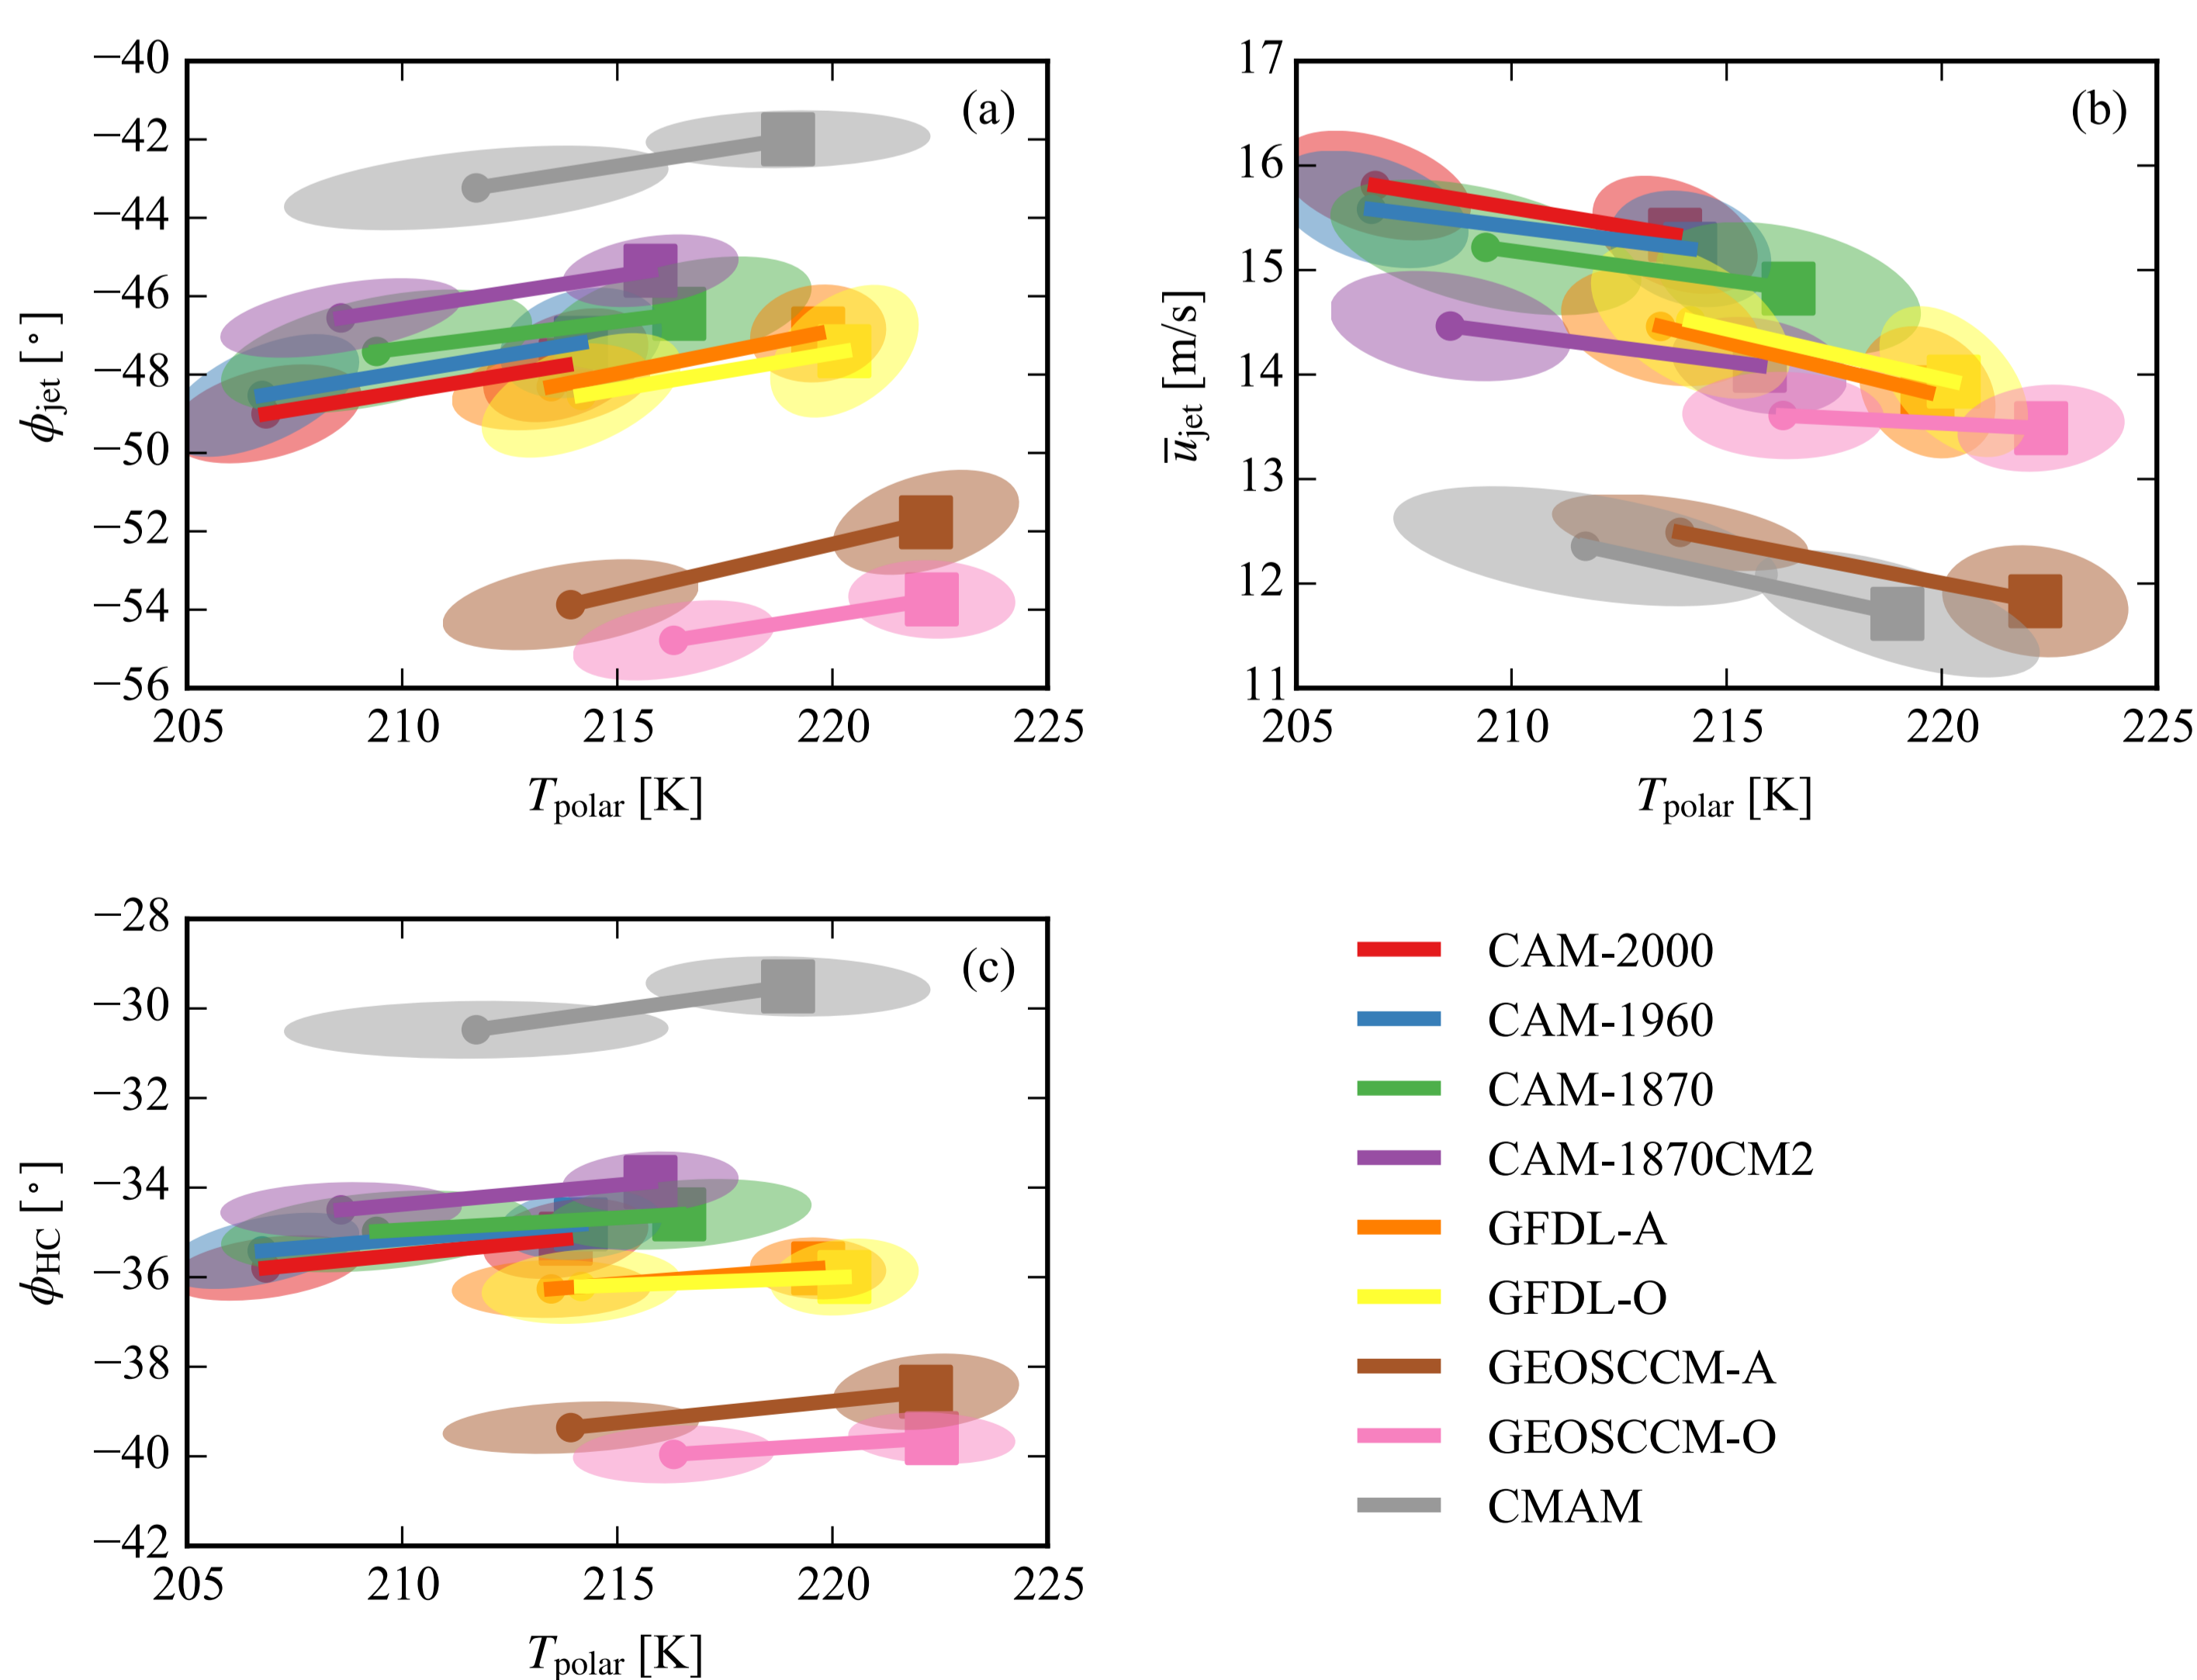 (a)
−40
−42
−44
−46
−48
−50
−52
−54
−56
ϕjet [°]
205 210 215 220 225
Tpolar [K]
(b)
17
16
15
14
13
12
11
u̅jet [m/s]
205 210 215 220 225
Tpolar [K]
(c)
−28
−30
−32
−34
−36
−38
−40
−42
ϕHC [°]
205 210 215 220 225
Tpolar [K]
CAM-2000
CAM-1960
CAM-1870
CAM-1870CM2
GFDL-A
GFDL-O
GEOSCCM-A
GEOSCCM-O
CMAM